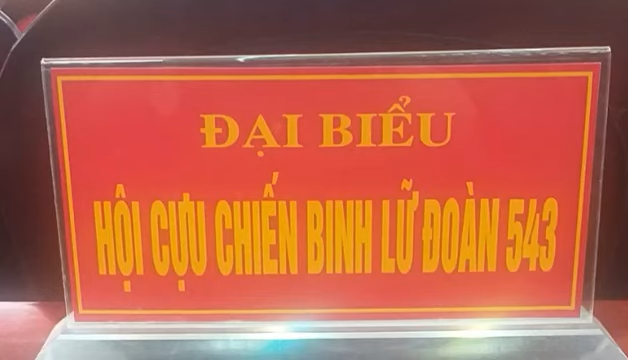 ĐẠI BIỂU
HỘI CỰU CHIẾN BINH LỮ ĐOÀN 543